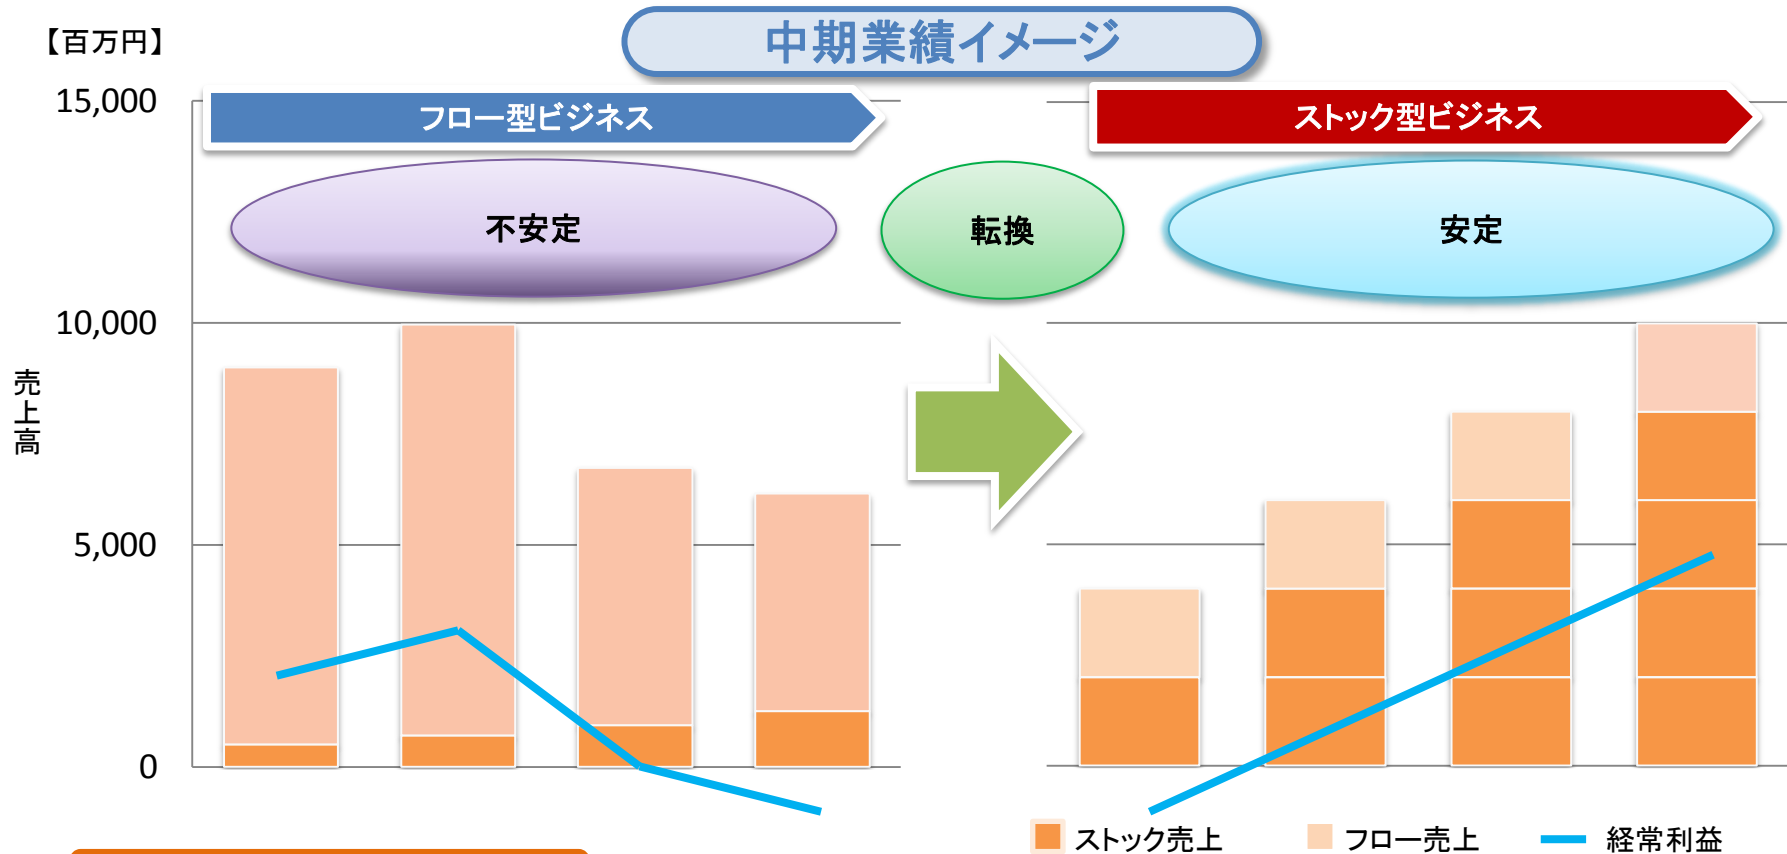 中期業績イメージ
【百万円】
15,000
フロー型ビジネス
ストック型ビジネス
不安定
転換
安定
10,000
売上高
5,000
0
ストック売上
フロー売上
経常利益